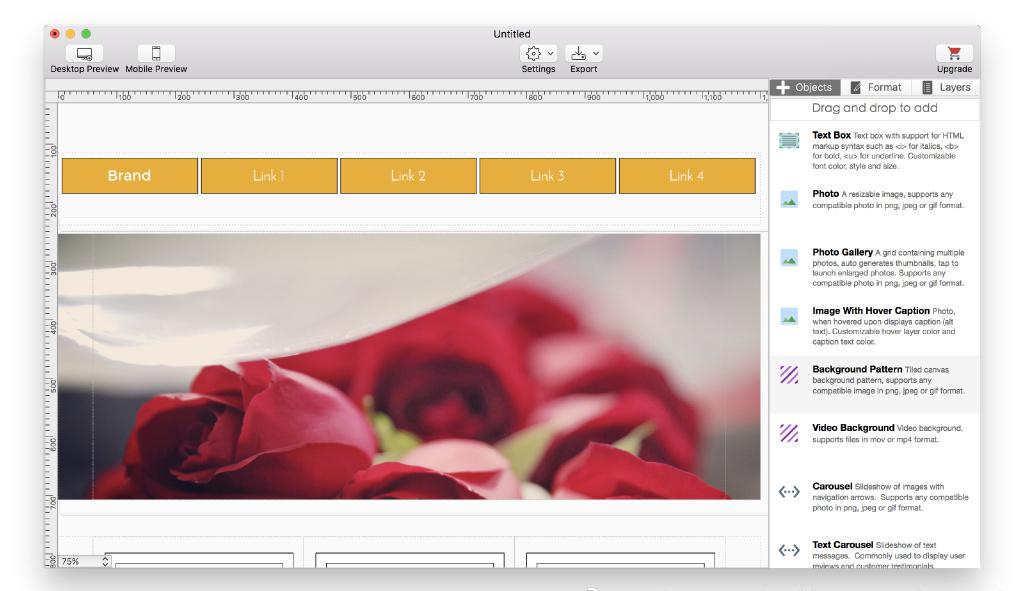 Untitled
Desktop Preview Mobile Preview Settings Export Upgrade
Objects Format Layers
0 100 200 300 400 500 600 700 800 900 1,000 1,100 1,
Drag and drop to add
Text Box Text box with support for HTML
markup syntax such as <i> for italics, <b>
for bold, <u> for underline. Customizable
font color, style and size.
100
Brand Link 1 Link 2 Link 3 Link 4
Photo A resizable image, supports any
compatible photo in png, jpeg or gif format.
200
Photo Gallery A grid containing multiple
photos, auto generates thumbnails, tap to
launch enlarged photos. Supports any
compatible photo in png, jpeg or gif format.
300
Image With Hover Caption Photo,
when hovered upon displays caption (alt
text). Customizable hover layer color and
caption text color.
400
Background Pattern Tiled canvas
background pattern, supports any
compatible image in png, jpeg or gif format.
500
Video Background Video background,
supports files in mov or mp4 format.
600
Carousel Slideshow of images with
navigation arrows. Supports any compatible
photo in png, jpeg or gif format.
700
Text Carousel Slideshow of text
messages. Commonly used to display user
reviews and customer testimonials
800
75%